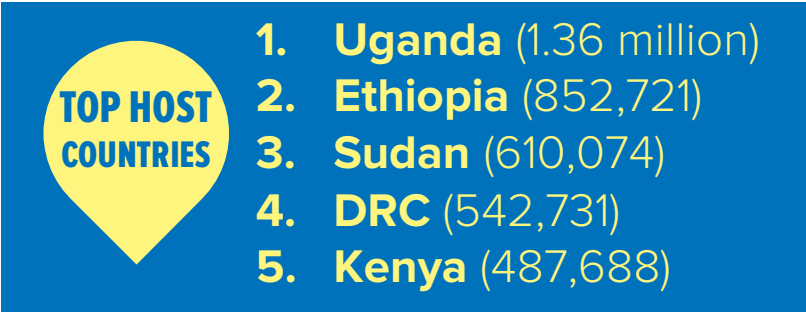 TOP HOST
COUNTRIES
1. Uganda (1.36 million)
2. Ethiopia (852,721)
3. Sudan (610,074)
4. DRC (542,731)
5. Kenya (487,688)